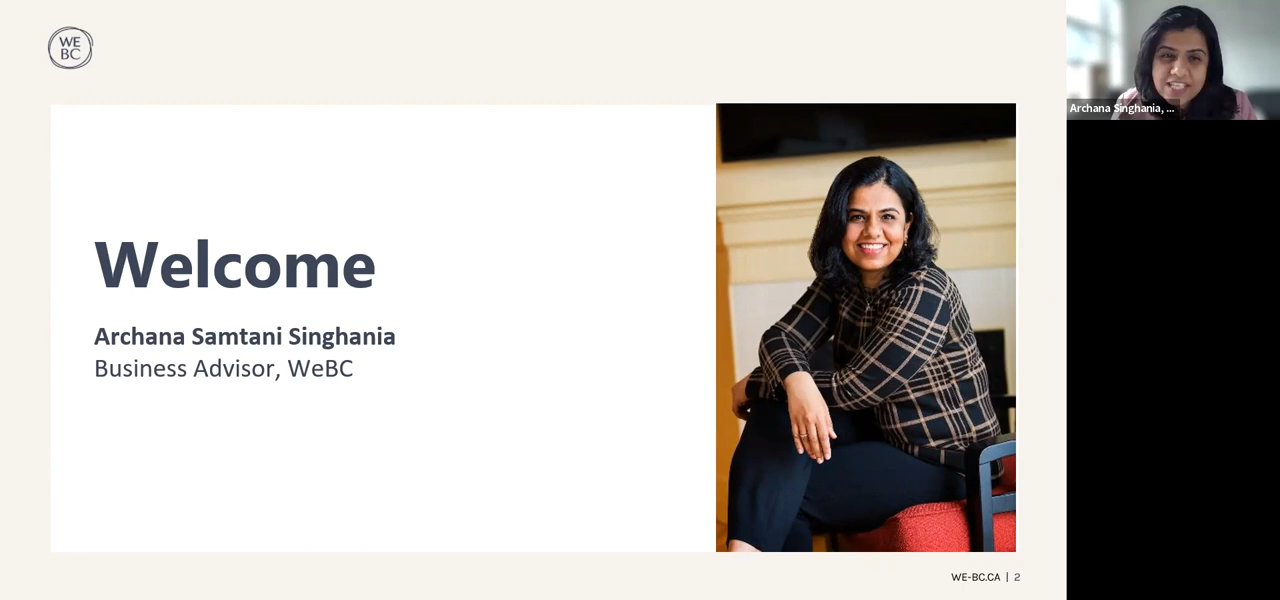 WE
BC
Archana Singhania, ...
Welcome
Archana Samtani Singhania
Business Advisor, WeBC
WE-BC.CA | 2